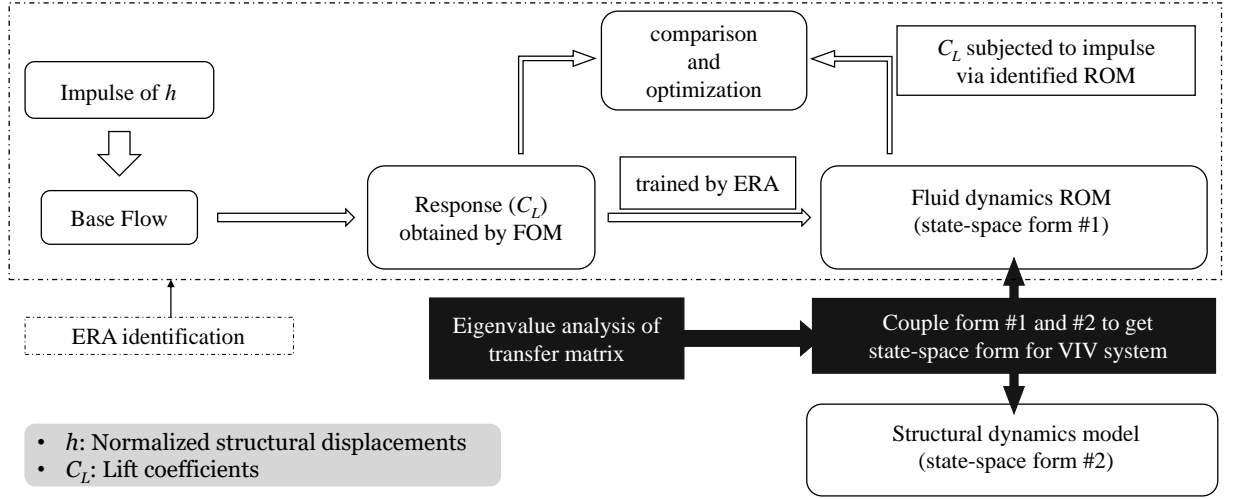 comparison
and
optimization
C_L subjected to impulse
via identified ROM
Impulse of h
Base Flow
Response (C_L)
obtained by FOM
trained by ERA
Fluid dynamics ROM
(state-space form #1)
ERA identification
Eigenvalue analysis of
transfer matrix
Couple form #1 and #2 to get
state-space form for VIV system
Structural dynamics model
(state-space form #2)
• h: Normalized structural displacements
• C_L: Lift coefficients